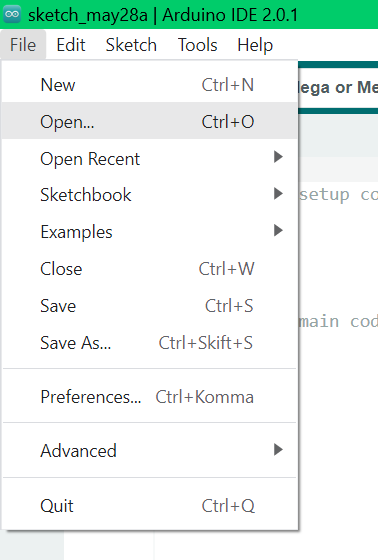 sketch_may28a | Arduino IDE 2.0.1
File Edit Sketch Tools Help
New Ctrl+N
Open... Ctrl+O
Open Recent
Sketchbook
Examples
Close Ctrl+W
Save Ctrl+S
Save As... Ctrl+Skift+S
Preferences... Ctrl+Komma
Advanced
Quit Ctrl+Q
or Me
setup co
main cod